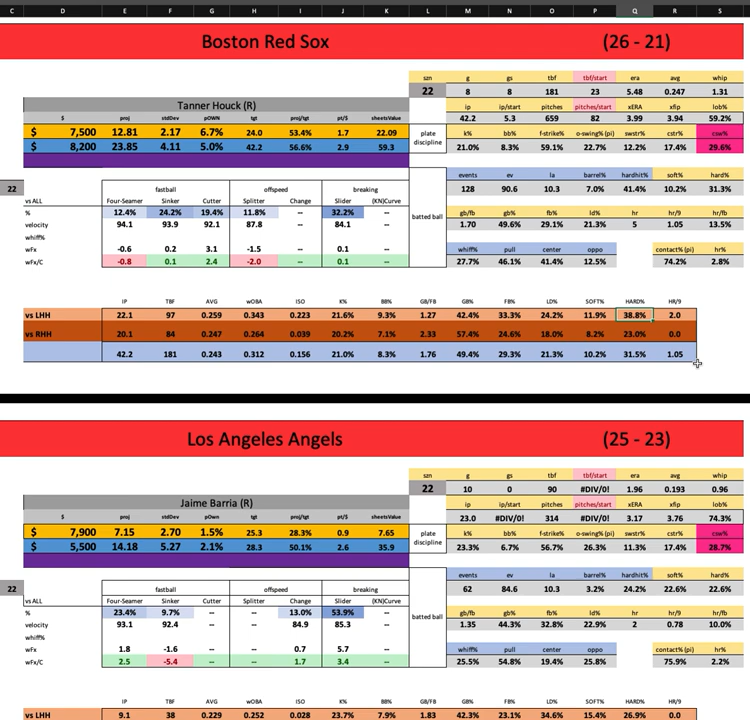 C D E F G H I J K L M N O P Q R S
Boston Red Sox (26 - 21)
szn g gs tbf tbf/start era avg whip
22 8 8 181 23 5.48 0.247 1.31
Tanner Houck (R) ip ip/start pitches pitches/start xERA xfip lob%
$ proj stdDev pOWN tgt proj/tgt pt/$ sheetsValue 42.2 5.3 659 82 3.99 3.94 59.2%
$ 7,500 12.81 2.17 6.7% 24.0 53.4% 1.7 22.09 plate discipline k% bb% f-strike% o-swing% (pi) swstr% cstr% csw%
$ 8,200 23.85 4.11 5.0% 42.2 56.6% 2.9 59.3 21.0% 8.3% 59.1% 22.7% 12.2% 17.4% 29.6%
events ev la barrel% hardhit% soft% hard%
22 fastball offspeed breaking 128 90.6 10.3 7.0% 41.4% 10.2% 31.3%
vs ALL Four-Seamer Sinker Cutter Splitter Change Slider (KN)Curve
% 12.4% 24.2% 19.4% 11.8% -- 32.2% -- batted ball gb/fb gb% fb% ld% hr hr/9 hr/fb
velocity 94.1 93.9 92.1 87.8 -- 84.1 -- 1.70 49.6% 29.1% 21.3% 5 1.05 13.5%
whiff%
wFx -0.6 0.2 3.1 -1.5 -- 0.1 -- whiff% pull center oppo contact% (pi) hr%
wFx/C -0.8 0.1 2.4 -2.0 -- 0.1 -- 27.7% 46.1% 41.4% 12.5% 74.2% 2.8%
IP TBF AVG wOBA ISO K% BB% GB/FB GB% FB% LD% SOFT% HARD% HR/9
vs LHH 22.1 97 0.259 0.343 0.223 21.6% 9.3% 1.27 42.4% 33.3% 24.2% 11.9% 38.8% 2.0
vs RHH 20.1 84 0.247 0.264 0.039 20.2% 7.1% 2.33 57.4% 24.6% 18.0% 8.2% 23.0% 0.0
42.2 181 0.243 0.312 0.156 21.0% 8.3% 1.76 49.4% 29.3% 21.3% 10.2% 31.5% 1.05
Los Angeles Angels (25 - 23)
szn g gs tbf tbf/start era avg whip
22 10 0 90 #DIV/0! 1.96 0.193 0.96
Jaime Barria (R) ip ip/start pitches pitches/start xERA xfip lob%
$ proj stdDev pOWN tgt proj/tgt pt/$ sheetsValue 23.0 #DIV/0! 314 #DIV/0! 3.17 3.76 74.3%
$ 7,900 7.15 2.70 1.5% 25.3 28.3% 0.9 7.65 plate discipline k% bb% f-strike% o-swing% (pi) swstr% cstr% csw%
$ 5,500 14.18 5.27 2.1% 28.3 50.1% 2.6 35.9 23.3% 6.7% 56.7% 26.3% 11.3% 17.4% 28.7%
events ev la barrel% hardhit% soft% hard%
22 fastball offspeed breaking 62 84.6 10.3 3.2% 24.2% 22.6% 22.6%
vs ALL Four-Seamer Sinker Cutter Splitter Change Slider (KN)Curve
% 23.4% 9.7% -- -- 13.0% 53.9% -- batted ball gb/fb gb% fb% ld% hr hr/9 hr/fb
velocity 93.1 92.4 -- -- 84.9 85.3 -- 1.35 44.3% 32.8% 22.9% 2 0.78 10.0%
whiff%
wFx 1.8 -1.6 -- -- 0.7 5.7 -- whiff% pull center oppo contact% (pi) hr%
wFx/C 2.5 -5.4 -- -- 1.7 3.4 -- 25.5% 54.8% 19.4% 25.8% 75.9% 2.2%
IP TBF AVG wOBA ISO K% BB% GB/FB GB% FB% LD% SOFT% HARD% HR/9
vs LHH 9.1 38 0.229 0.252 0.028 23.7% 7.9% 1.83 42.3% 23.1% 34.6% 15.4% 26.9% 0.0